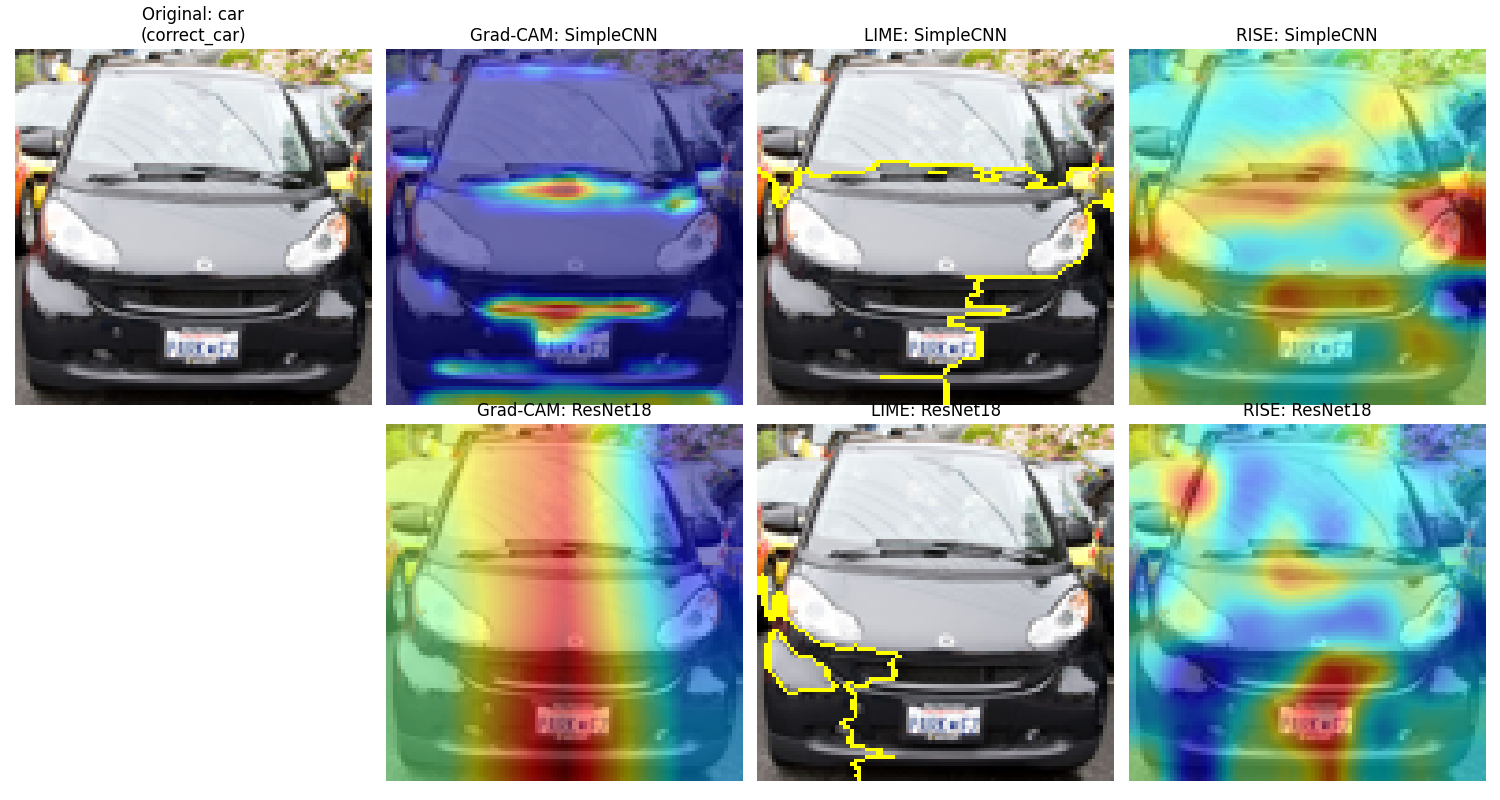 Original: car
(correct_car)
Grad-CAM: SimpleCNN
LIME: SimpleCNN
RISE: SimpleCNN
Grad-CAM: ResNet18
LIME: ResNet18
RISE: ResNet18